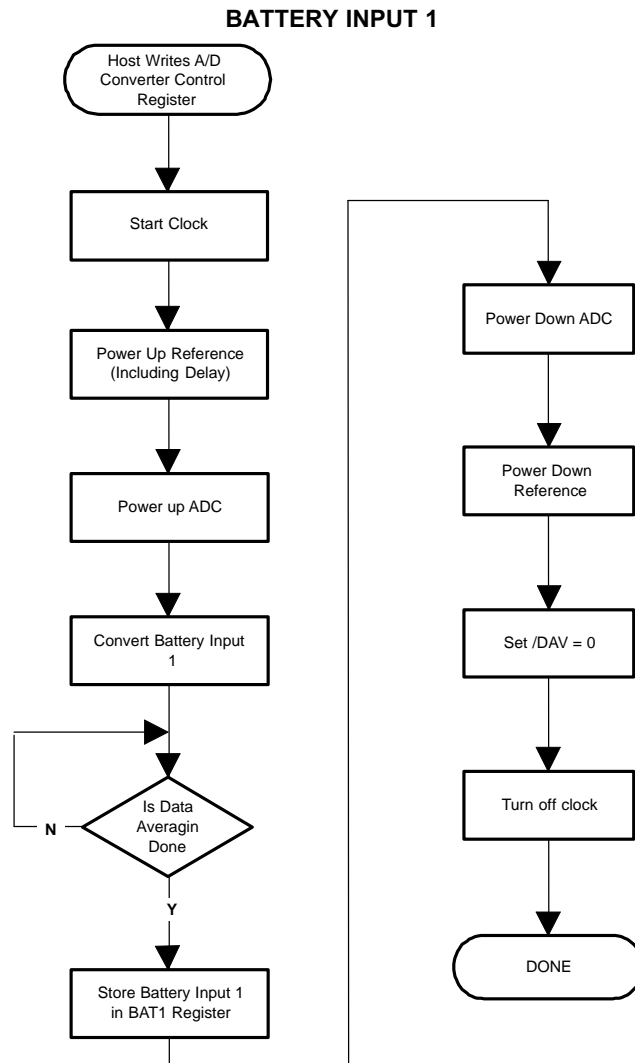 BATTERY INPUT 1
Host Writes A/D
Converter Control
Register
Start Clock
Power Up Reference
(Including Delay)
Power up ADC
Convert Battery Input
1
Is Data
Averagin
Done
N
Y
Store Battery Input 1
in BAT1 Register
Power Down ADC
Power Down
Reference
Set /DAV = 0
Turn off clock
DONE